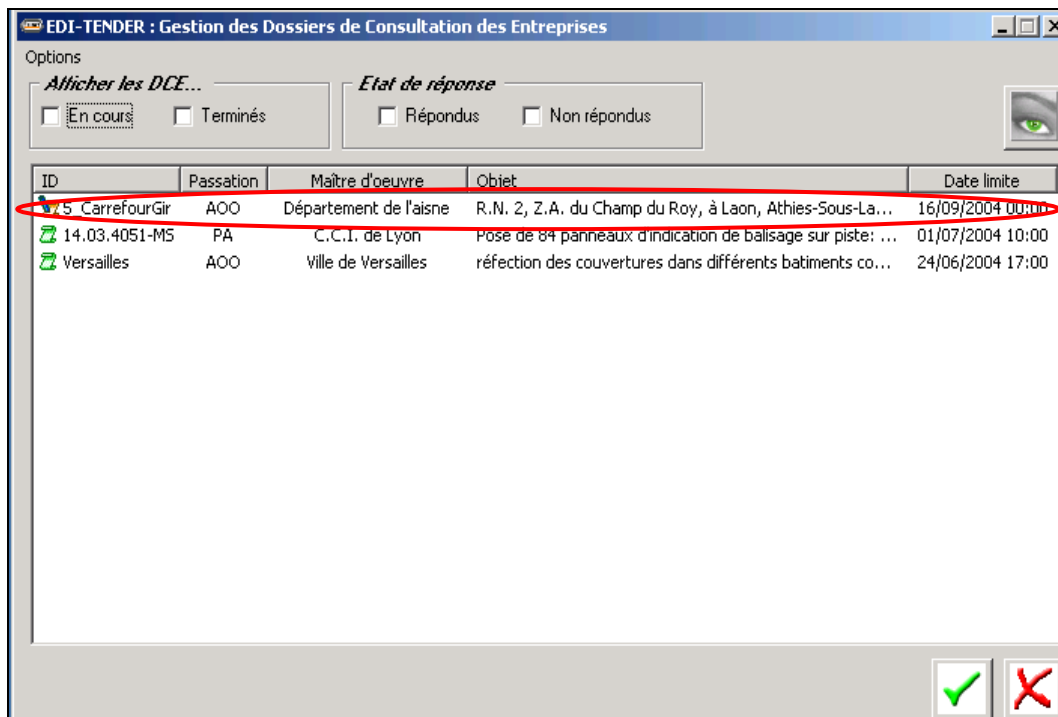 EDI-TENDER : Gestion des Dossiers de Consultation des Entreprises
Options
Afficher les DCE... Etat de réponse
En cours Terminés Répondus Non répondus
ID Passation Maître d'oeuvre Objet Date limite
5_CarrefourGir AOO Département de l'aisne R.N. 2, Z.A. du Champ du Roy, à Laon, Athies-Sous-La... 16/09/2004 00:00
14.03.4051-MS PA C.C.I. de Lyon Pose de 84 panneaux d'indication de balisage sur piste: ... 01/07/2004 10:00
Versailles AOO Ville de Versailles réfection des couvertures dans différents batiments co... 24/06/2004 17:00